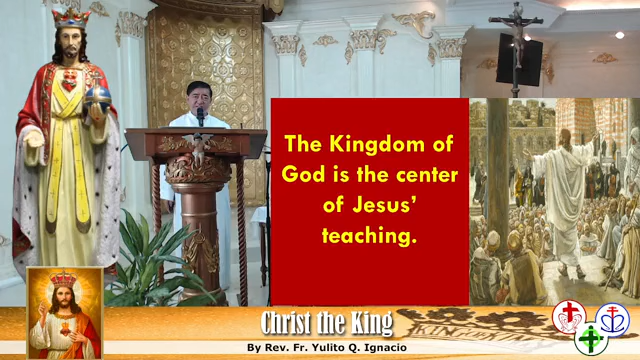 The Kingdom of
God is the center
of Jesus’
teaching.
Christ the King
By Rev. Fr. Yulito Q. Ignacio